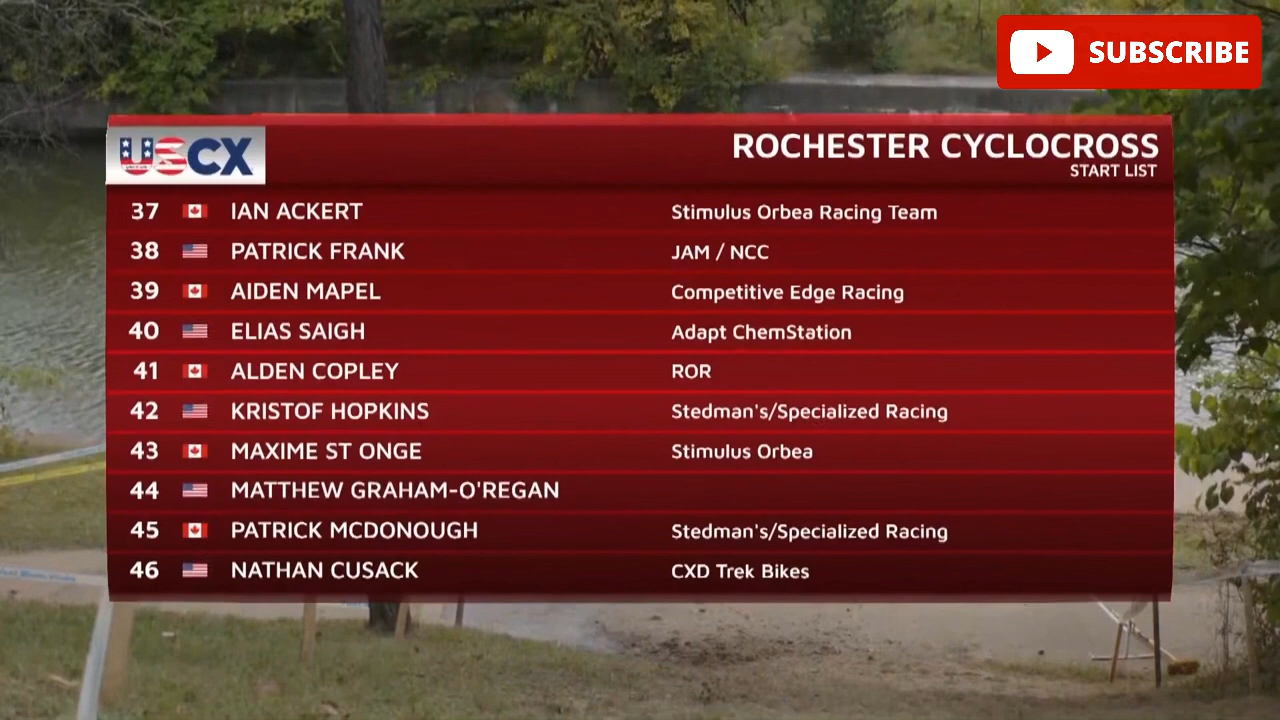 SUBSCRIBE
USCX
ROCHESTER CYCLOCROSS
START LIST
37 IAN ACKERT Stimulus Orbea Racing Team
38 PATRICK FRANK JAM / NCC
39 AIDEN MAPEL Competitive Edge Racing
40 ELIAS SAIGH Adapt ChemStation
41 ALDEN COPLEY ROR
42 KRISTOF HOPKINS Stedman's/Specialized Racing
43 MAXIME ST ONGE Stimulus Orbea
44 MATTHEW GRAHAM-O'REGAN
45 PATRICK MCDONOUGH Stedman's/Specialized Racing
46 NATHAN CUSACK CXD Trek Bikes